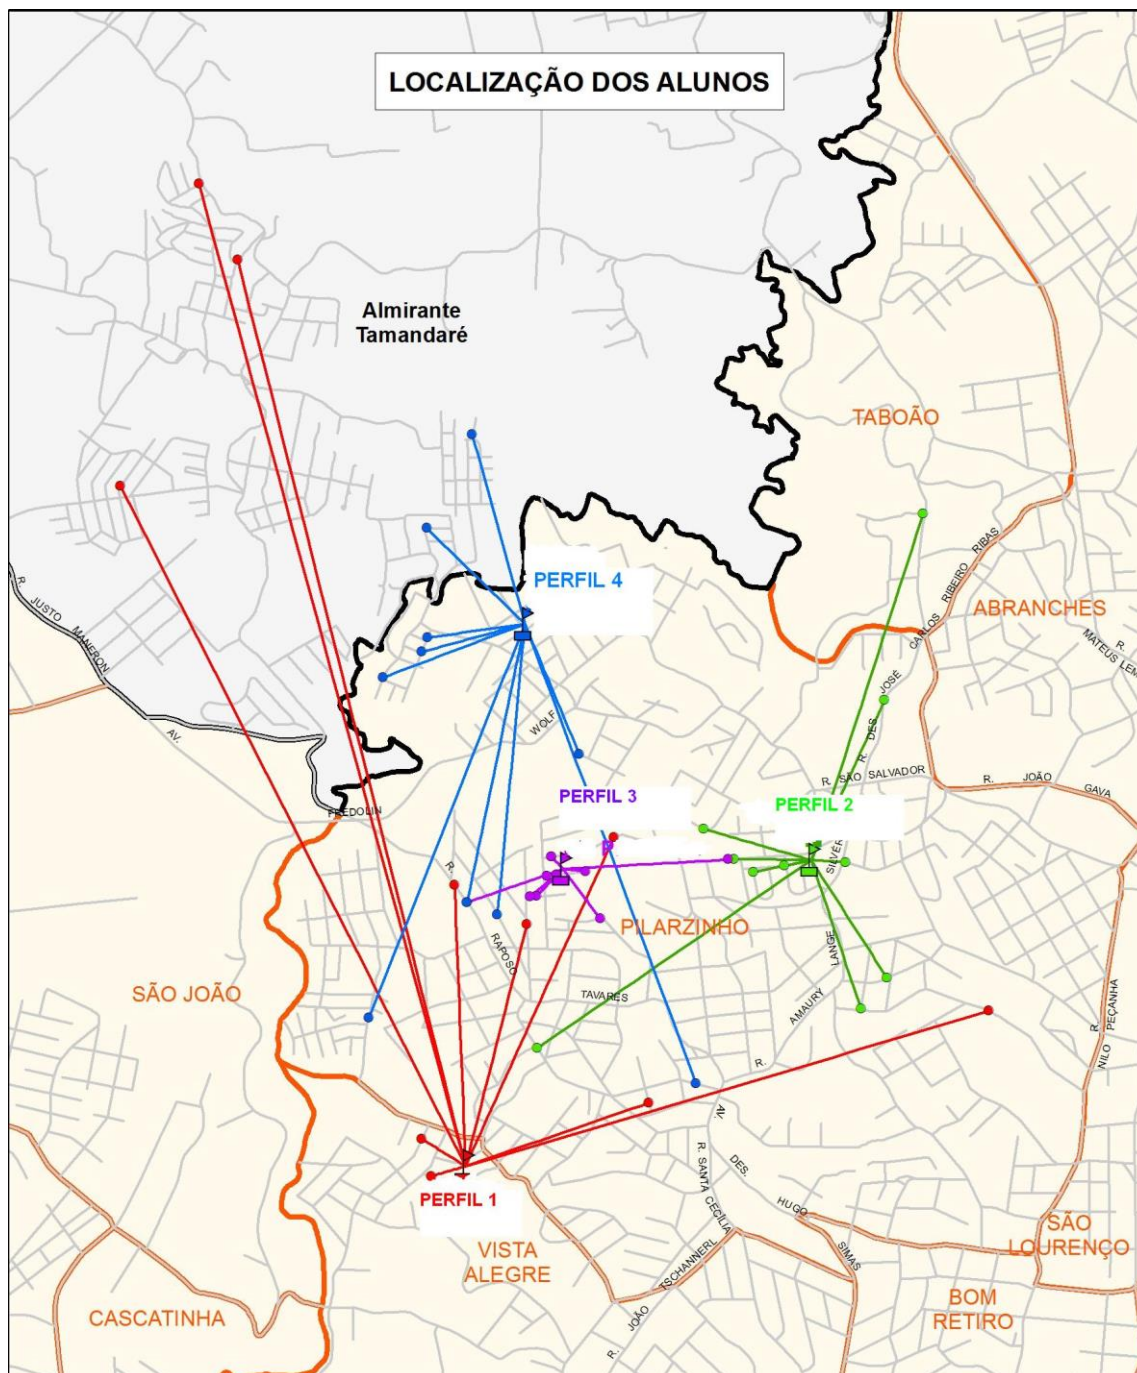 LOCALIZAÇÃO DOS ALUNOS
Almirante
Tamandaré
TABOÃO
R. JUSTO MANERON
AV.
FREDOLIN
WOLF
PERFIL 4
CARLOS RIBEIRO RIBAS
ABRANCHES
R.
MATEUS LEM
R. DES. JOSÉ
R. SÃO SALVADOR
R. JOÃO GAVA
PERFIL 3
PERFIL 2
R.
RAPOSO
TAVARES
PILARZINHO
LANGE
AMAURY
R.
SÃO JOÃO
R. NILO PEÇANHA
AV.
DES.
HUGO
SIMAS
R. SANTA CECÍLIA
PERFIL 1
VISTA
ALEGRE
R. JOÃO TSCHANNERL
SÃO
LOURENÇO
BOM
RETIRO
CASCATINHA